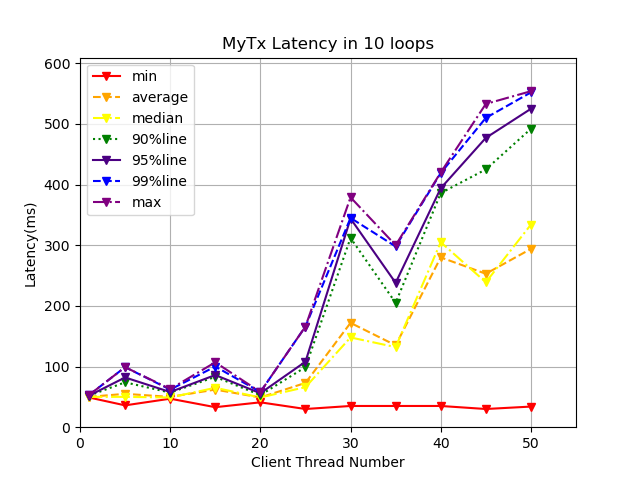 MyTx Latency in 10 loops
600
500
400
300
200
100
0
Latency(ms)
min
average
median
90%line
95%line
99%line
max
0
10
20
30
40
50
Client Thread Number